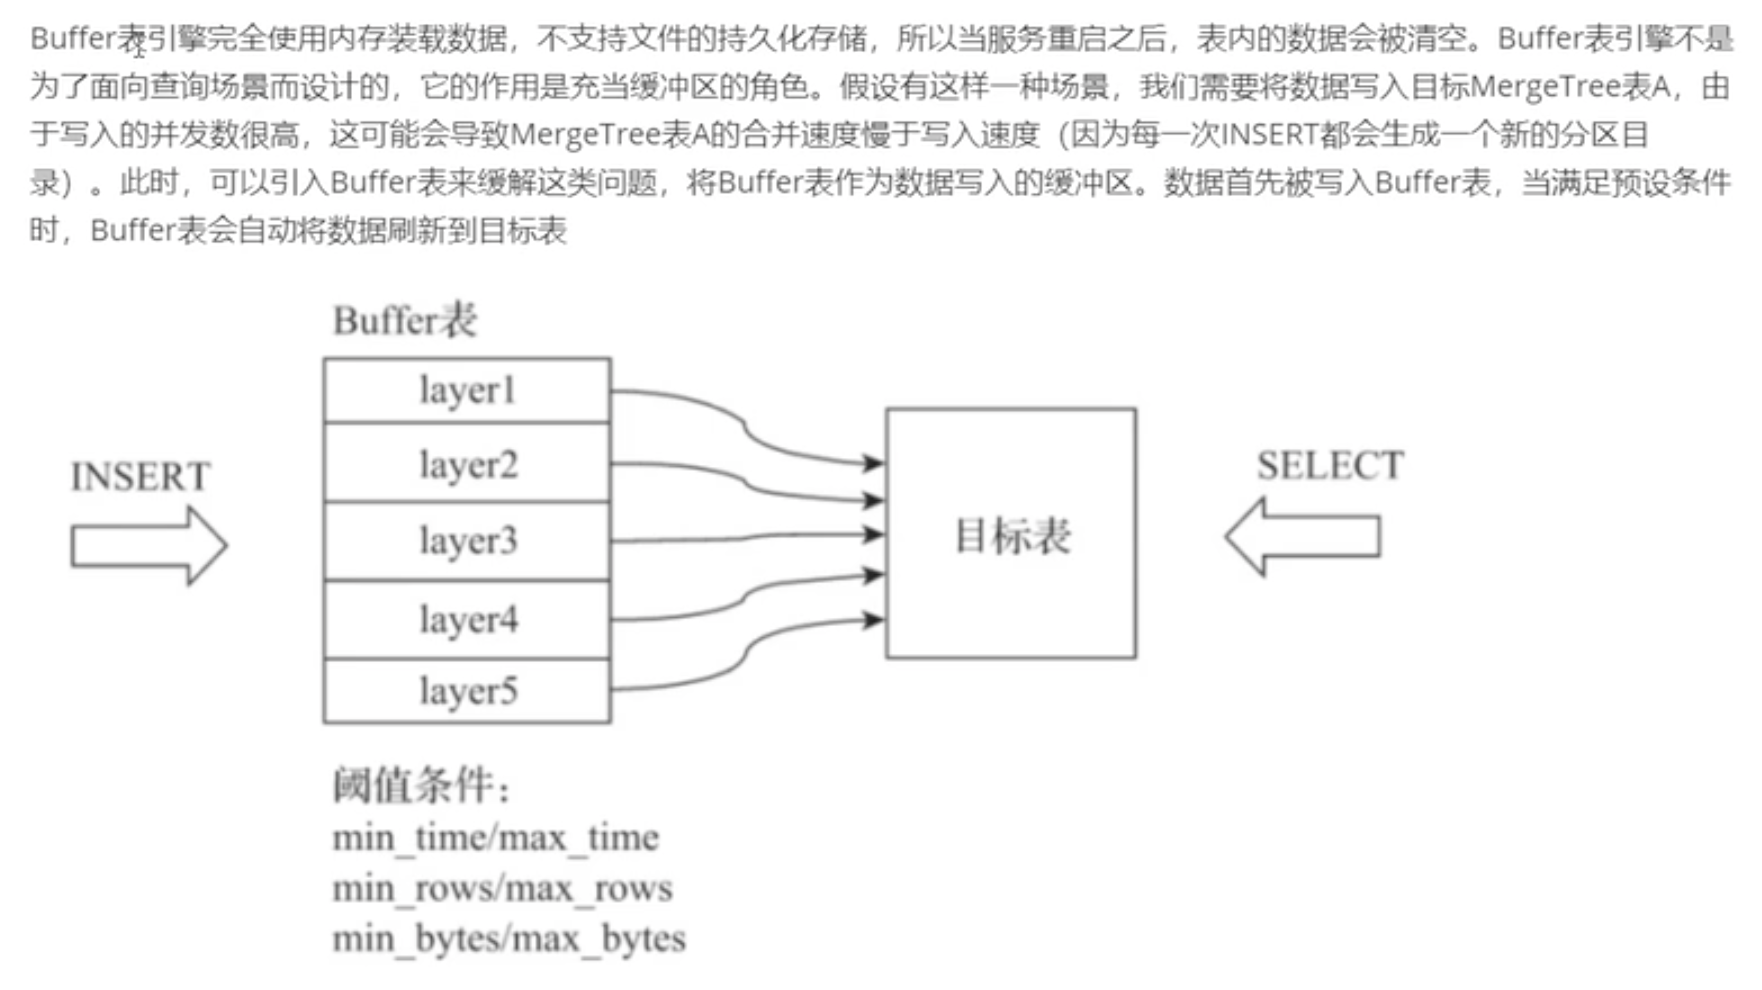 Buffer表引擎完全使用内存装载数据，不支持文件的持久化存储，所以当服务重启之后，表内的数据会被清空。Buffer表引擎不是
为了面向查询场景而设计的，它的作用是充当缓冲区的角色。假设有这样一种场景，我们需要将数据写入目标MergeTree表A，由
于写入的并发数很高，这可能会导致MergeTree表A的合并速度慢于写入速度（因为每一次INSERT都会生成一个新的分区目
录）。此时，可以引入Buffer表来缓解这类问题，将Buffer表作为数据写入的缓冲区。数据首先被写入Buffer表，当满足预设条件
时，Buffer表会自动将数据刷新到目标表
Buffer表
layer1
layer2
layer3
layer4
layer5
INSERT
目标表
SELECT
阈值条件：
min_time/max_time
min_rows/max_rows
min_bytes/max_bytes